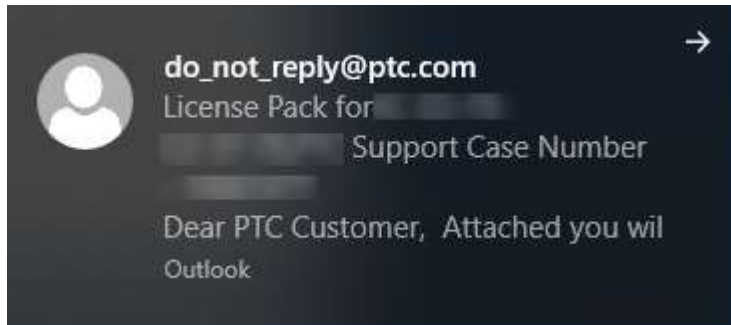 do_not_reply@ptc.com
License Pack for
Support Case Number
Dear PTC Customer,  Attached you wil
Outlook